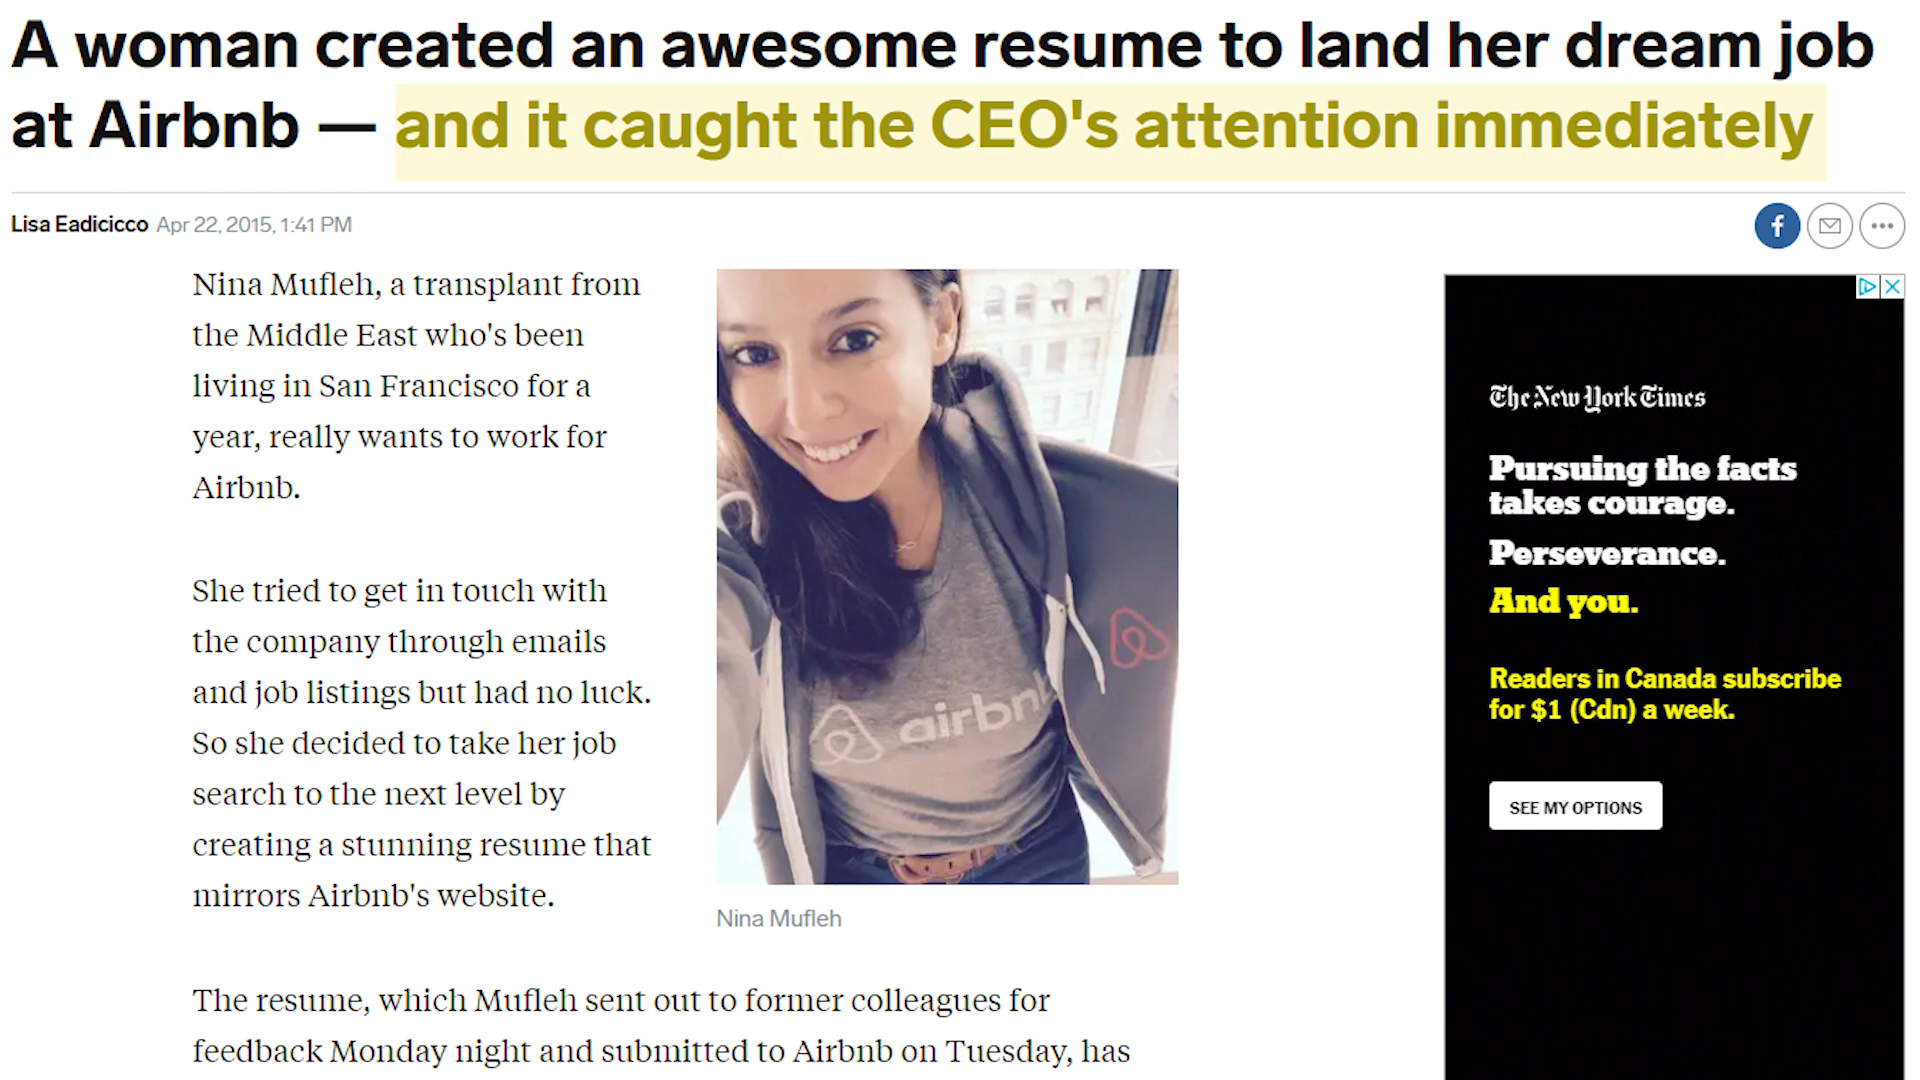 A woman created an awesome resume to land her dream job
at Airbnb — and it caught the CEO's attention immediately
Lisa Eadicicco Apr 22, 2015, 1:41 PM
f
Nina Mufleh, a transplant from
the Middle East who's been
living in San Francisco for a
year, really wants to work for
Airbnb.
She tried to get in touch with
the company through emails
and job listings but had no luck.
So she decided to take her job
search to the next level by
creating a stunning resume that
mirrors Airbnb's website.
airbnb
Nina Mufleh
The resume, which Mufleh sent out to former colleagues for
feedback Monday night and submitted to Airbnb on Tuesday, has
The New York Times
Pursuing the facts
takes courage.
Perseverance.
And you.
Readers in Canada subscribe
for $1 (Cdn) a week.
SEE MY OPTIONS